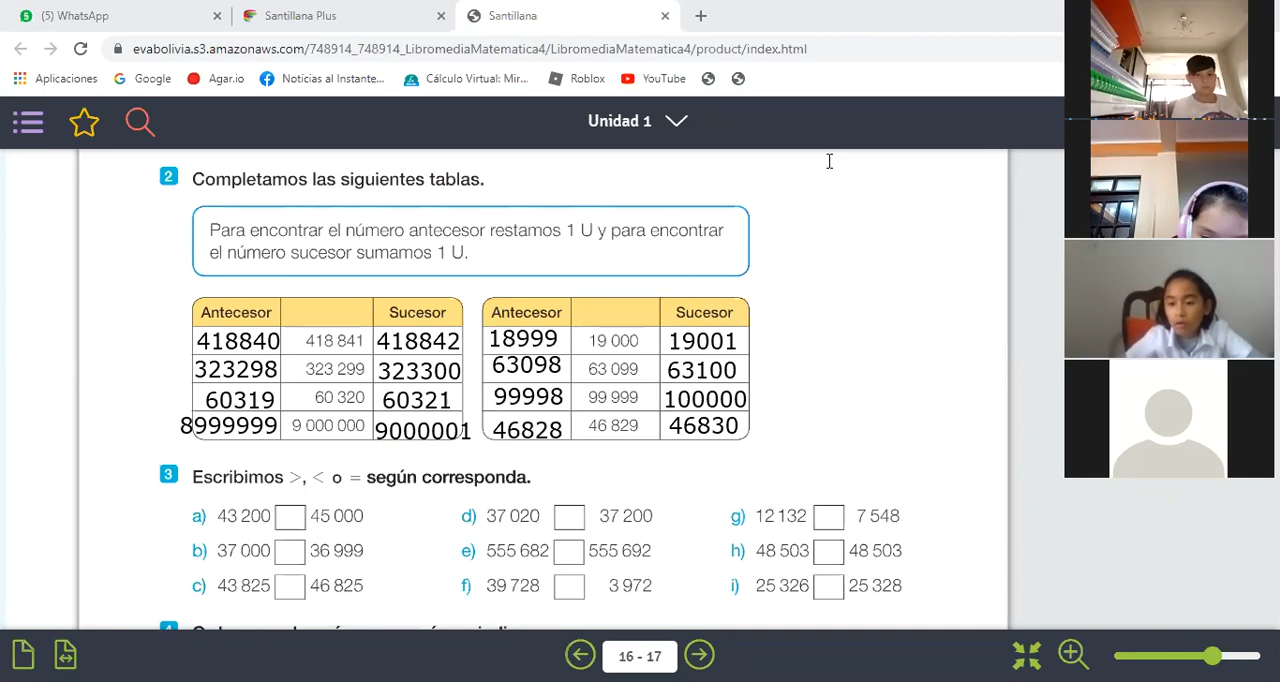 (5) WhatsApp
Santillana Plus
Santillana
evabolivia.s3.amazonaws.com/748914_748914_LibromediaMatematica4/LibromediaMatematica4/product/index.html
Aplicaciones Google Agar.io Noticias al Instante... Cálculo Virtual: Mir... Roblox YouTube
Unidad 1
2 Completamos las siguientes tablas.
Para encontrar el número antecesor restamos 1 U y para encontrar
el número sucesor sumamos 1 U.
Antecesor Sucesor
418840 418 841 418842
323298 323 299 323300
60319 60 320 60321
8999999 9 000 000 9000001
Antecesor Sucesor
18999 19 000 19001
63098 63 099 63100
99998 99 999 100000
46828 46 829 46830
3 Escribimos >, < o = según corresponda.
a) 43 200 45 000 d) 37 020 37 200 g) 12 132 7 548
b) 37 000 36 999 e) 555 682 555 692 h) 48 503 48 503
c) 43 825 46 825 f) 39 728 3 972 i) 25 326 25 328
16 - 17